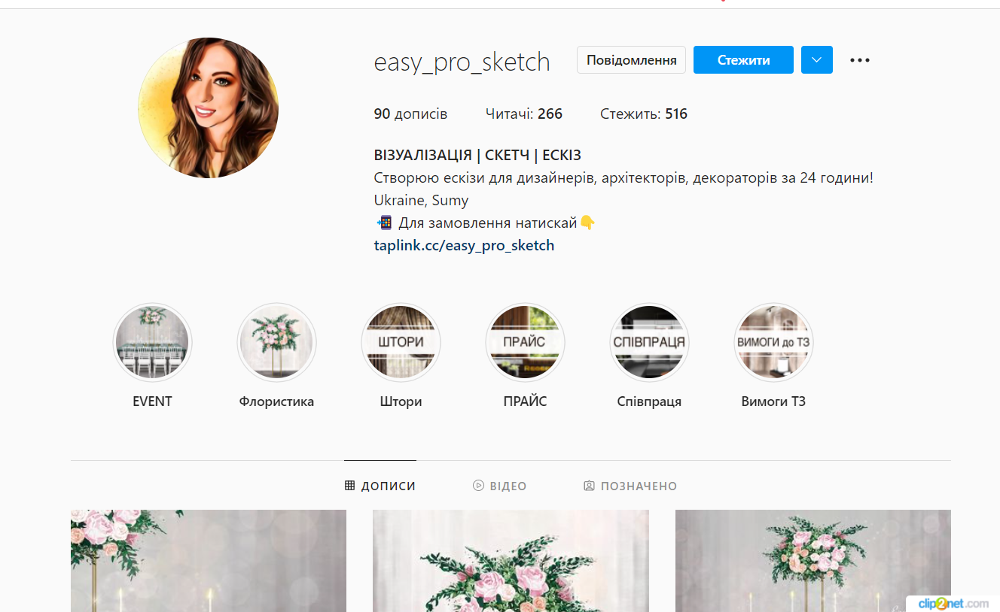 easy_pro_sketch
Повідомлення
Стежити
90 дописів
Читачі: 266
Стежить: 516
ВІЗУАЛІЗАЦІЯ | СКЕТЧ | ЕСКІЗ
Створюю ескізи для дизайнерів, архітекторів, декораторів за 24 години!
Ukraine, Sumy
📲 Для замовлення натискай👇
taplink.cc/easy_pro_sketch
ШТОРИ
ПРАЙС
СПІВПРАЦЯ
ВИМОГИ до ТЗ
EVENT
Флористика
Штори
ПРАЙС
Співпраця
Вимоги ТЗ
ДОПИСИ
ВІДЕО
ПОЗНАЧЕНО
clip2net.com